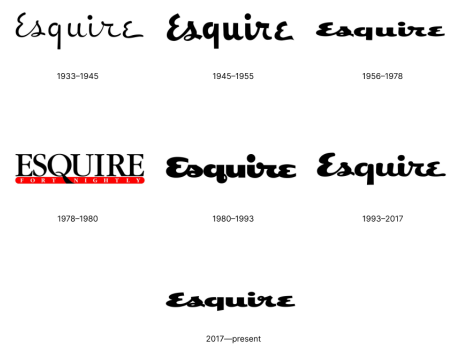 Esquire Esquire Esquire
1933–1945 1945–1955 1956–1978
ESQUIRE Esquire Esquire
FORTNIGHTLY
1978–1980 1980–1993 1993–2017
Esquire
2017—present